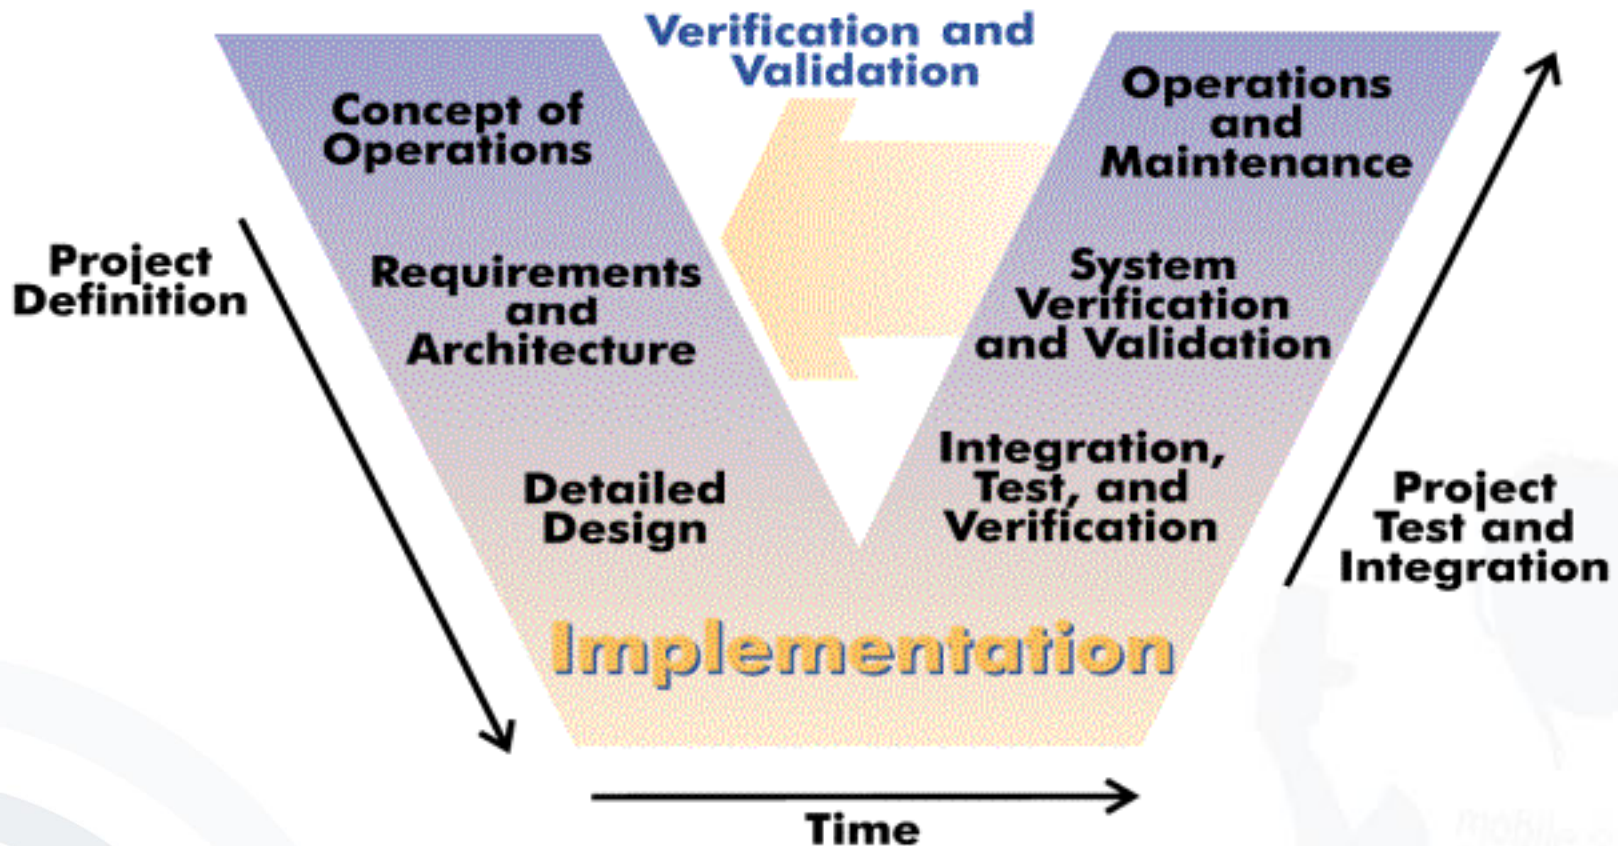 Verification and
Validation
Concept of
Operations
Operations
and
Maintenance
Project
Definition
Requirements
and
Architecture
System
Verification
and Validation
Detailed
Design
Integration,
Test, and
Verification
Project
Test and
Integration
Implementation
Time